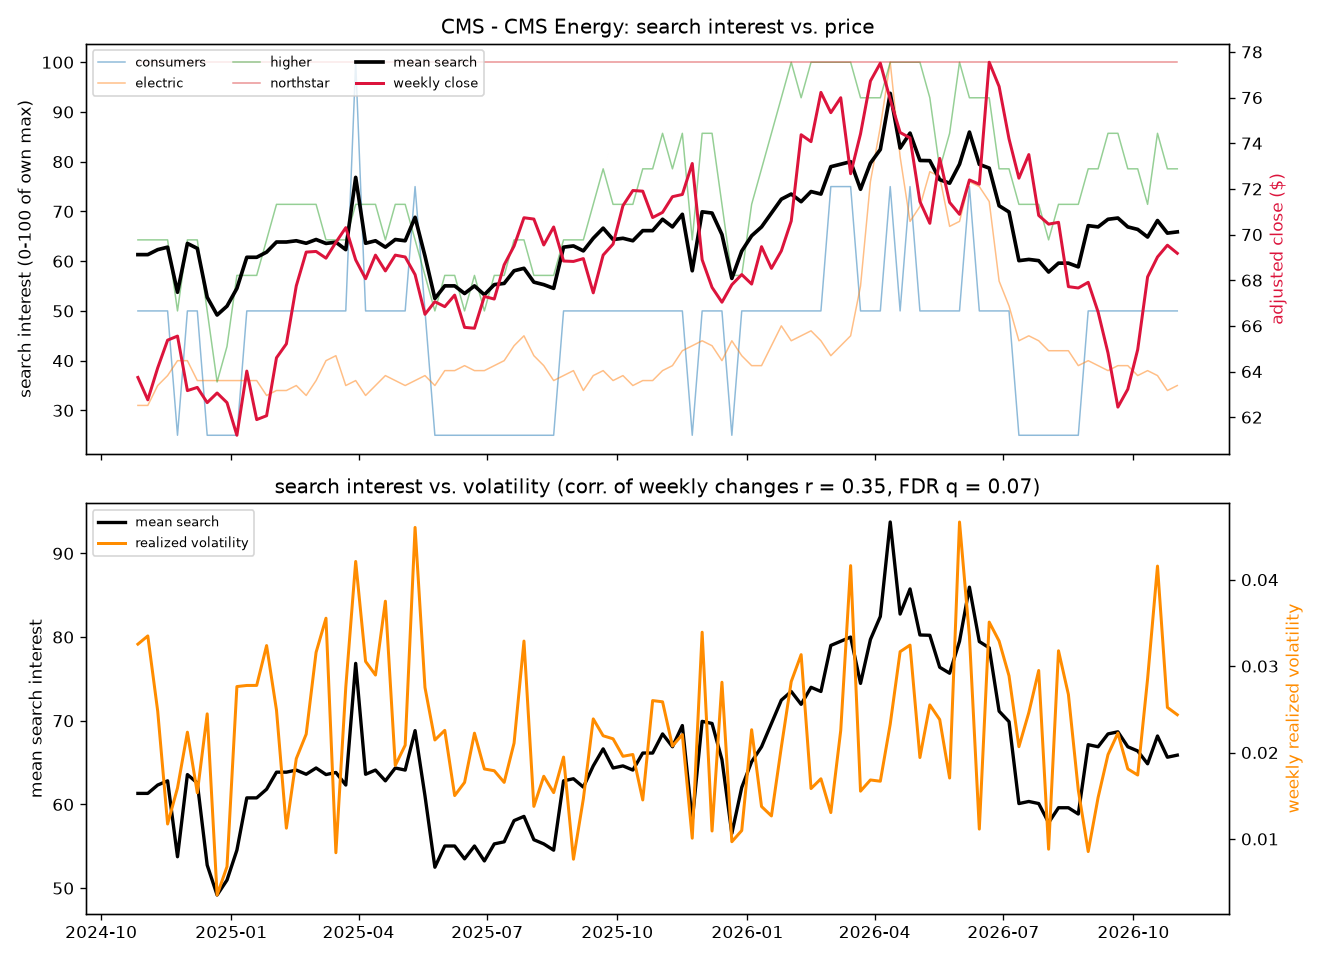 CMS - CMS Energy: search interest vs. price
consumers
electric
higher
northstar
mean search
weekly close
100
90
80
70
60
50
40
30
search interest (0-100 of own max)
78
76
74
72
70
68
66
64
62
adjusted close ($)
search interest vs. volatility (corr. of weekly changes r = 0.35, FDR q = 0.07)
mean search
realized volatility
90
80
70
60
50
mean search interest
0.04
0.03
0.02
0.01
weekly realized volatility
2024-10
2025-01
2025-04
2025-07
2025-10
2026-01
2026-04
2026-07
2026-10